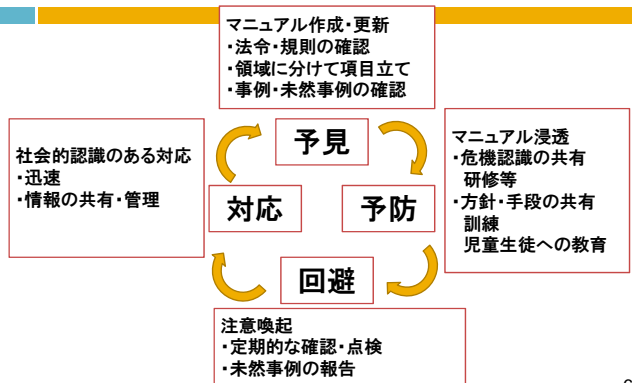 マニュアル作成・更新
・法令・規則の確認
・領域に分けて項目立て
・事例・未然事例の確認
予見
マニュアル浸透
・危機認識の共有
研修等
・方針・手段の共有
訓練
児童生徒への教育
予防
社会的認識のある対応
・迅速
・情報の共有・管理
対応
回避
注意喚起
・定期的な確認・点検
・未然事例の報告